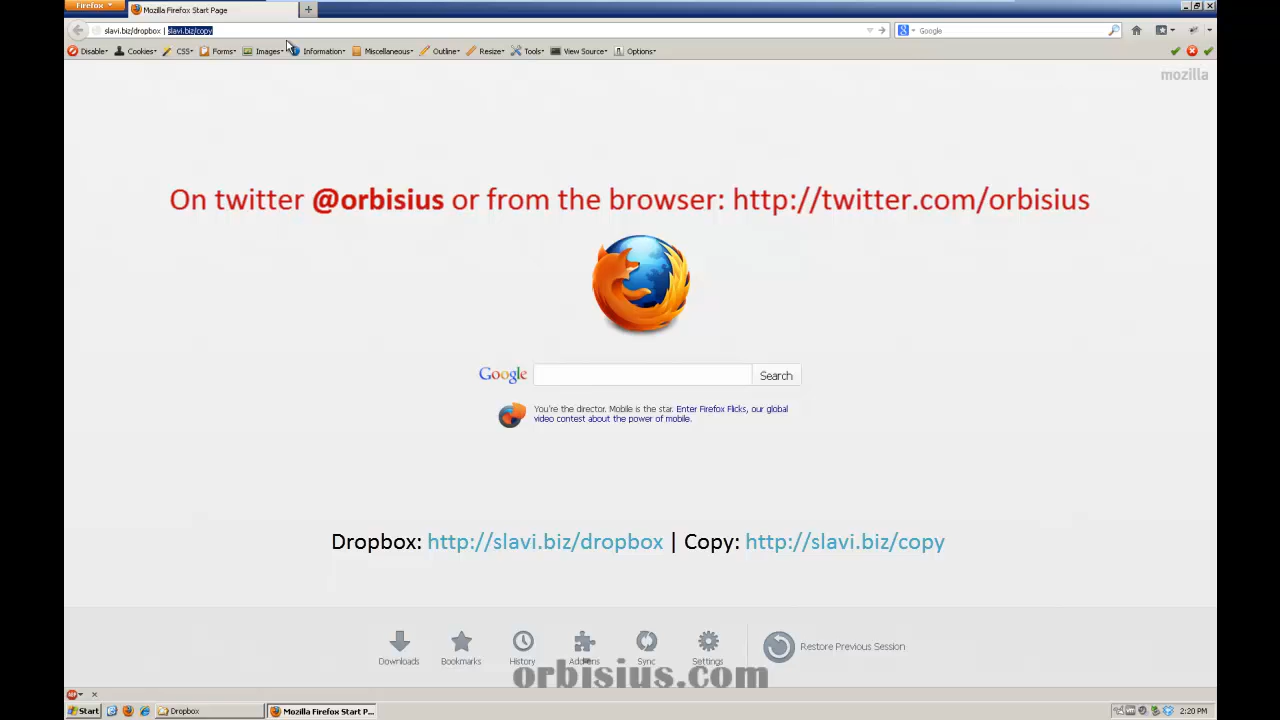 Firefox
Mozilla Firefox Start Page
slavi.biz/dropbox | slavi.biz/copy
Google
Disable
Cookies
CSS
Forms
Images
Information
Miscellaneous
Outline
Resize
Tools
View Source
Options
mozilla
On twitter @orbisius or from the browser: http://twitter.com/orbisius
Google
Search
You're the director. Mobile is the star. Enter Firefox Flicks, our global
video contest about the power of mobile.
Dropbox: http://slavi.biz/dropbox | Copy: http://slavi.biz/copy
Downloads
Bookmarks
History
Add-ons
Sync
Settings
Restore Previous Session
orbisius.com
Start
Dropbox
Mozilla Firefox Start P...
2:20 PM